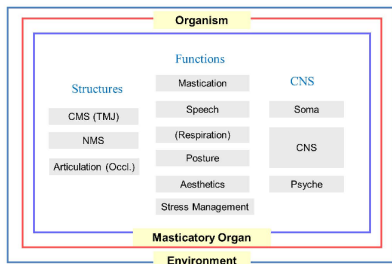 Organism
Functions
Structures
CNS
Mastication
CMS (TMJ)
Speech
Soma
NMS
(Respiration)
CNS
Articulation (Occl.)
Posture
Aesthetics
Psyche
Stress Management
Masticatory Organ
Environment